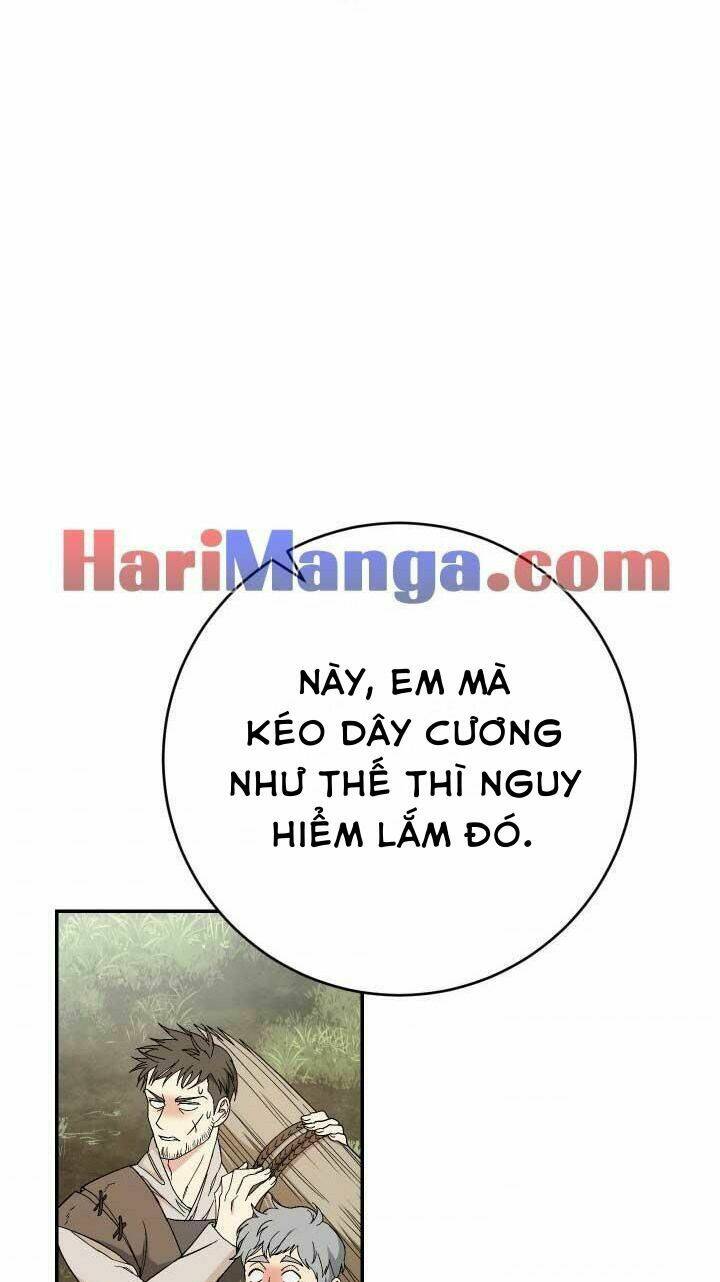 HariManga.com
NÀY, EM MÀ
KÉO DÂY CƯƠNG
NHƯ THẾ THÌ NGUY
HIỂM LẮM ĐÓ.